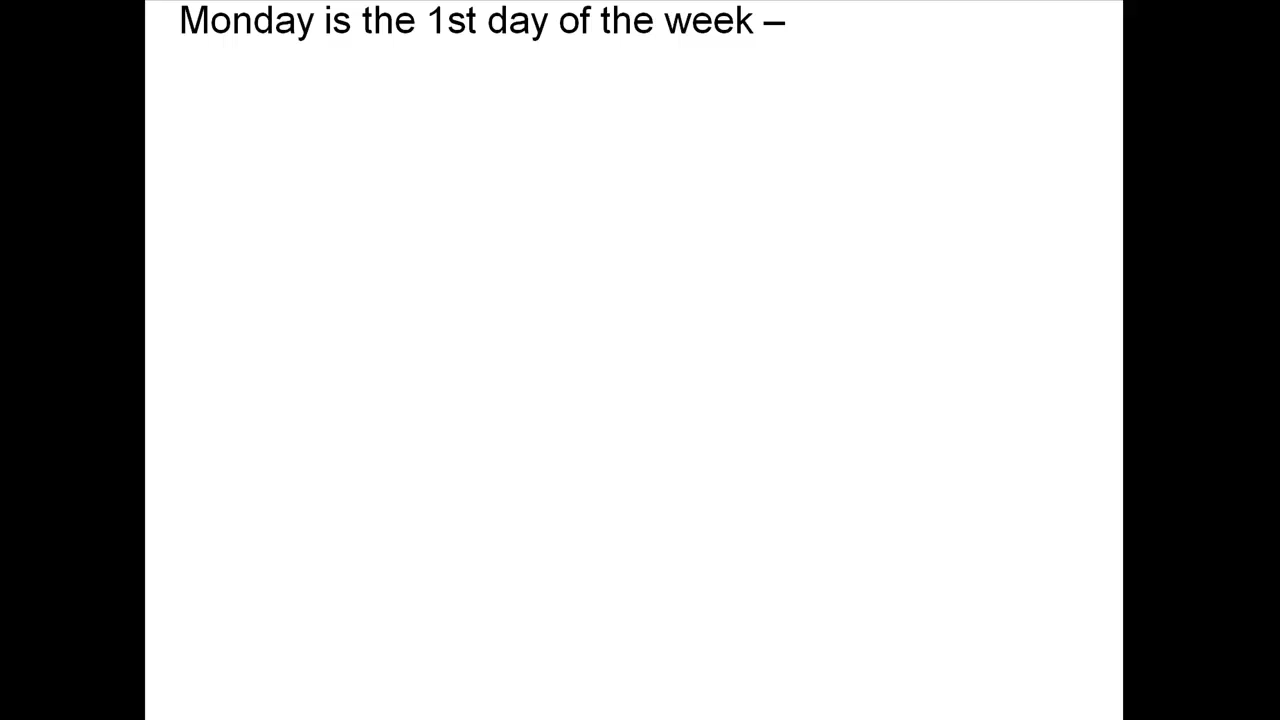 Monday is the 1st day of the week –